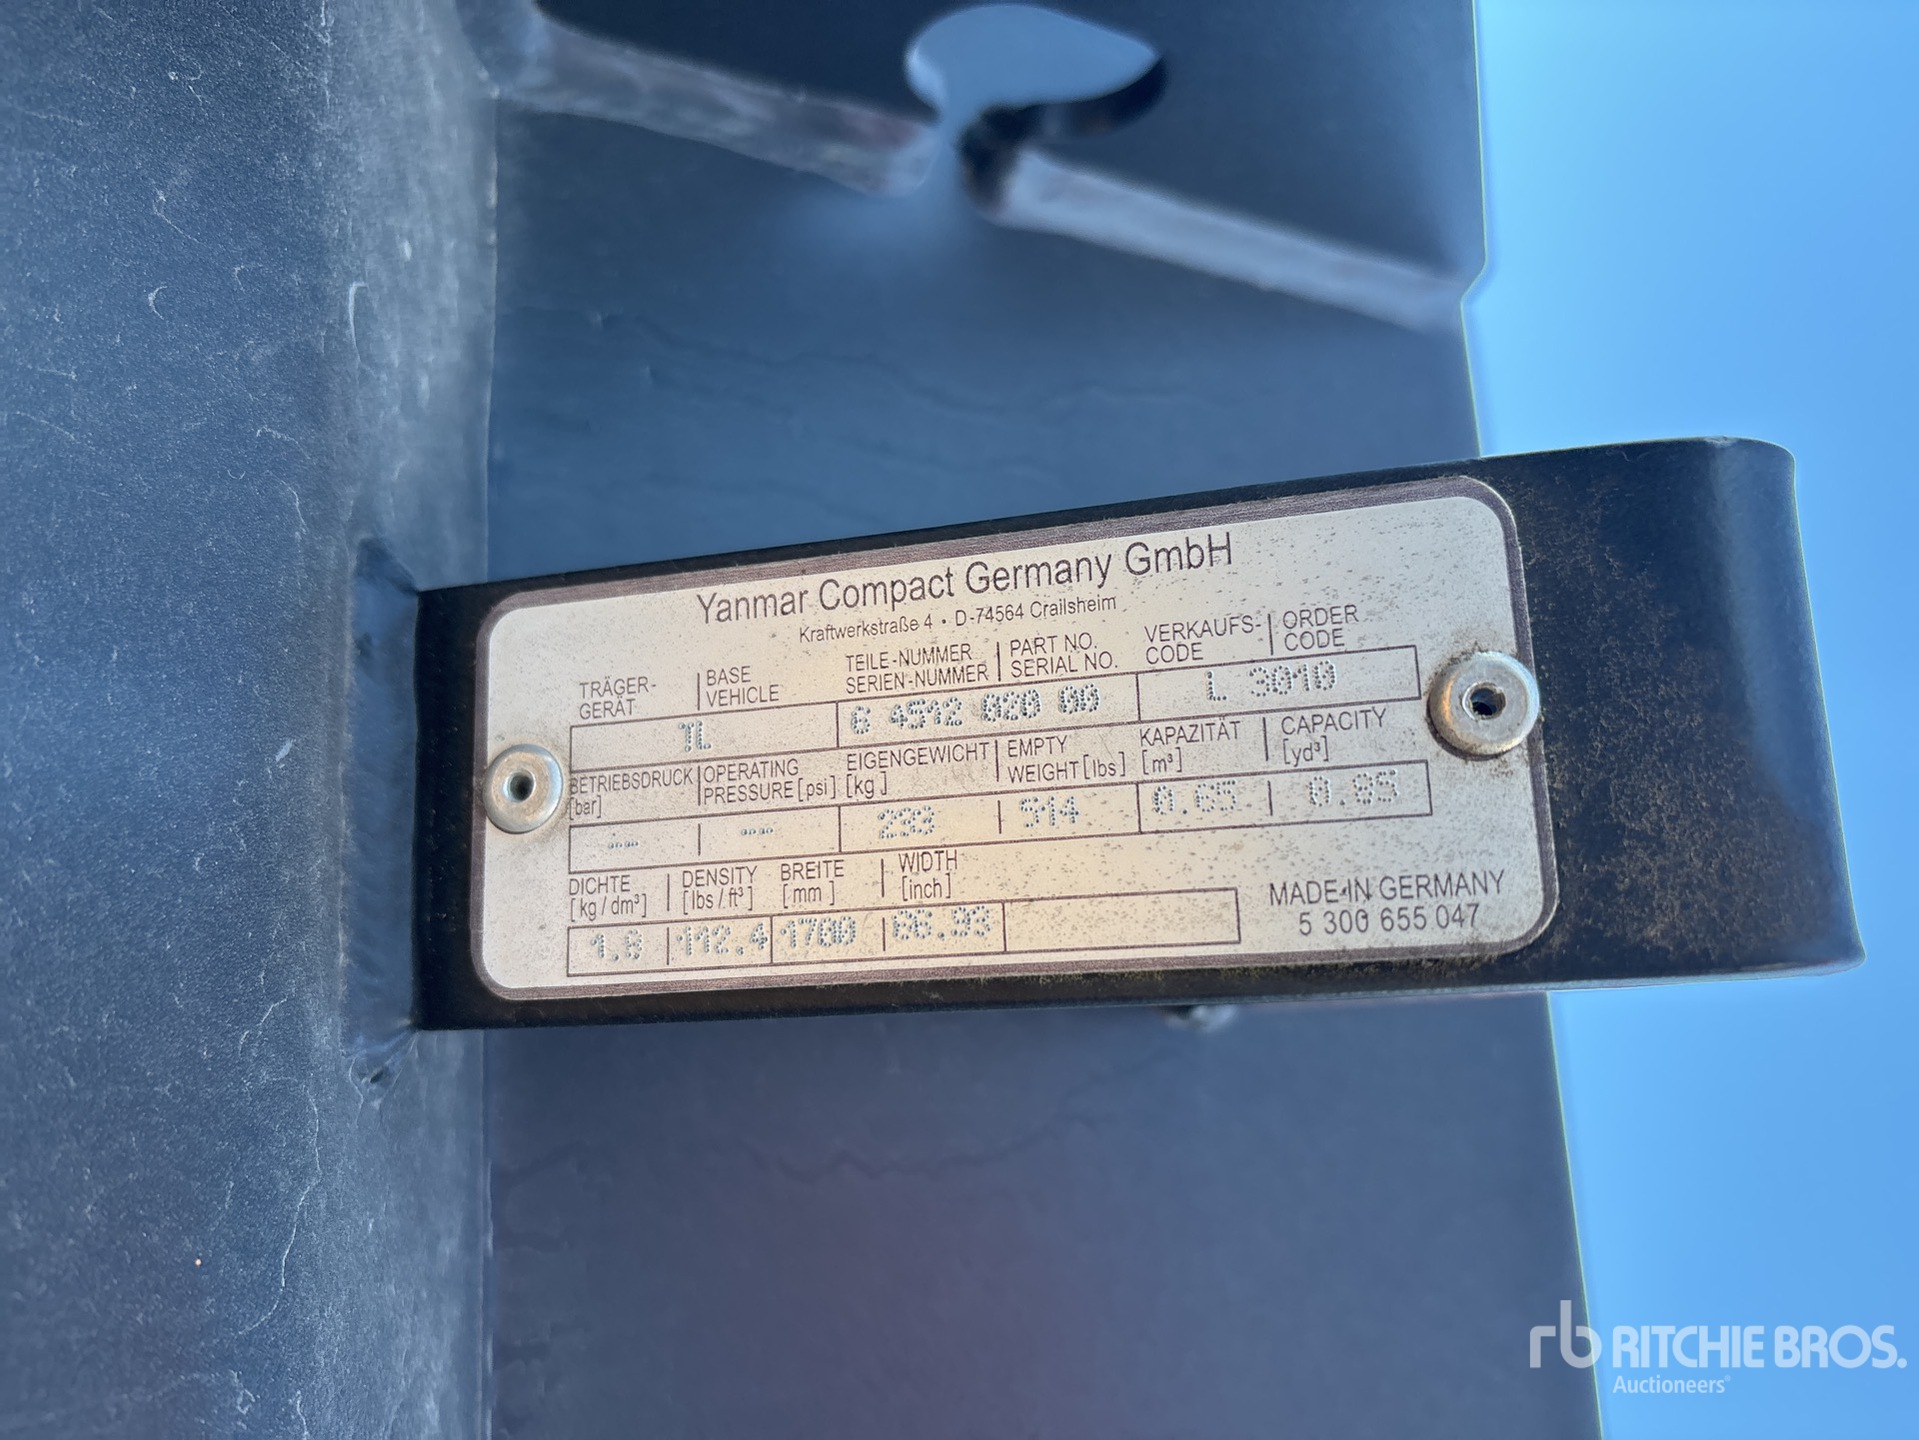 Yanmar Compact Germany GmbH
Kraftwerkstraße 4 • D-74564 Crailsheim
TRÄGER- | BASE TEILE-NUMMER | PART NO. VERKAUFS- | ORDER
GERÄT VEHICLE SERIEN-NUMMER SERIAL NO. CODE CODE
TL 6 4512 020 00 L 3010
BETRIEBSDRUCK | OPERATING EIGENGEWICHT | EMPTY KAPAZITÄT | CAPACITY
[bar] PRESSURE [psi] [kg] WEIGHT [lbs] [m³] [yd³]
---- | ---- 233 | 514 0.65 | 0.85
DICHTE | DENSITY BREITE | WIDTH
[kg/dm³] [lbs/ft³] [mm] [inch]
1.8 | 112.4 1700 | 66.93
MADE IN GERMANY
5 300 655 047
rb RITCHIE BROS.
Auctioneers